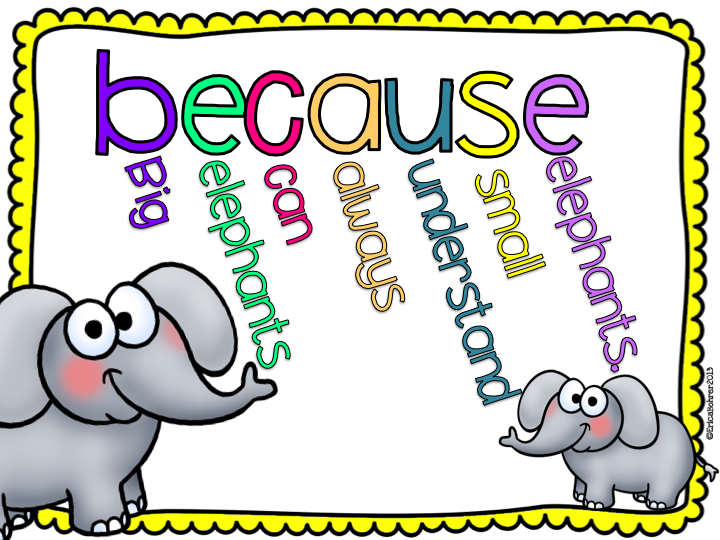 because
Big
elephants
can
always
understand
small
elephants.
©EricaBohrer2013